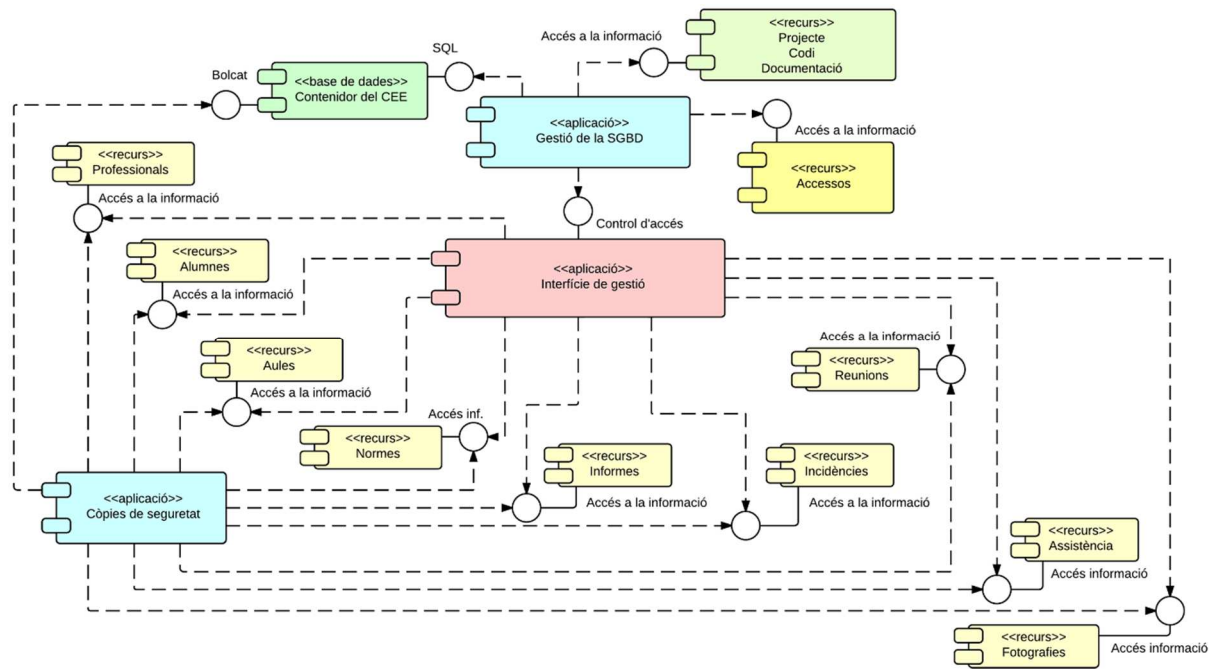 Accés a la informació
<<recurs>>
Projecte
Codi
Documentació
SQL
Bolcat
<<base de dades>>
Contenidor del CEE
<<aplicació>>
Gestió de la SGBD
Accés a la informació
<<recurs>>
Accessos
<<recurs>>
Professionals
Accés a la informació
Control d'accés
<<recurs>>
Alumnes
Accés a la informació
<<aplicació>>
Interfície de gestió
<<recurs>>
Aules
Accés a la informació
Accés a la informació
<<recurs>>
Reunions
Accés inf.
<<recurs>>
Normes
<<recurs>>
Informes
Accés a la informació
<<recurs>>
Incidències
Accés a la informació
<<aplicació>>
Còpies de seguretat
<<recurs>>
Assistència
Accés informació
<<recurs>>
Fotografies
Accés informació